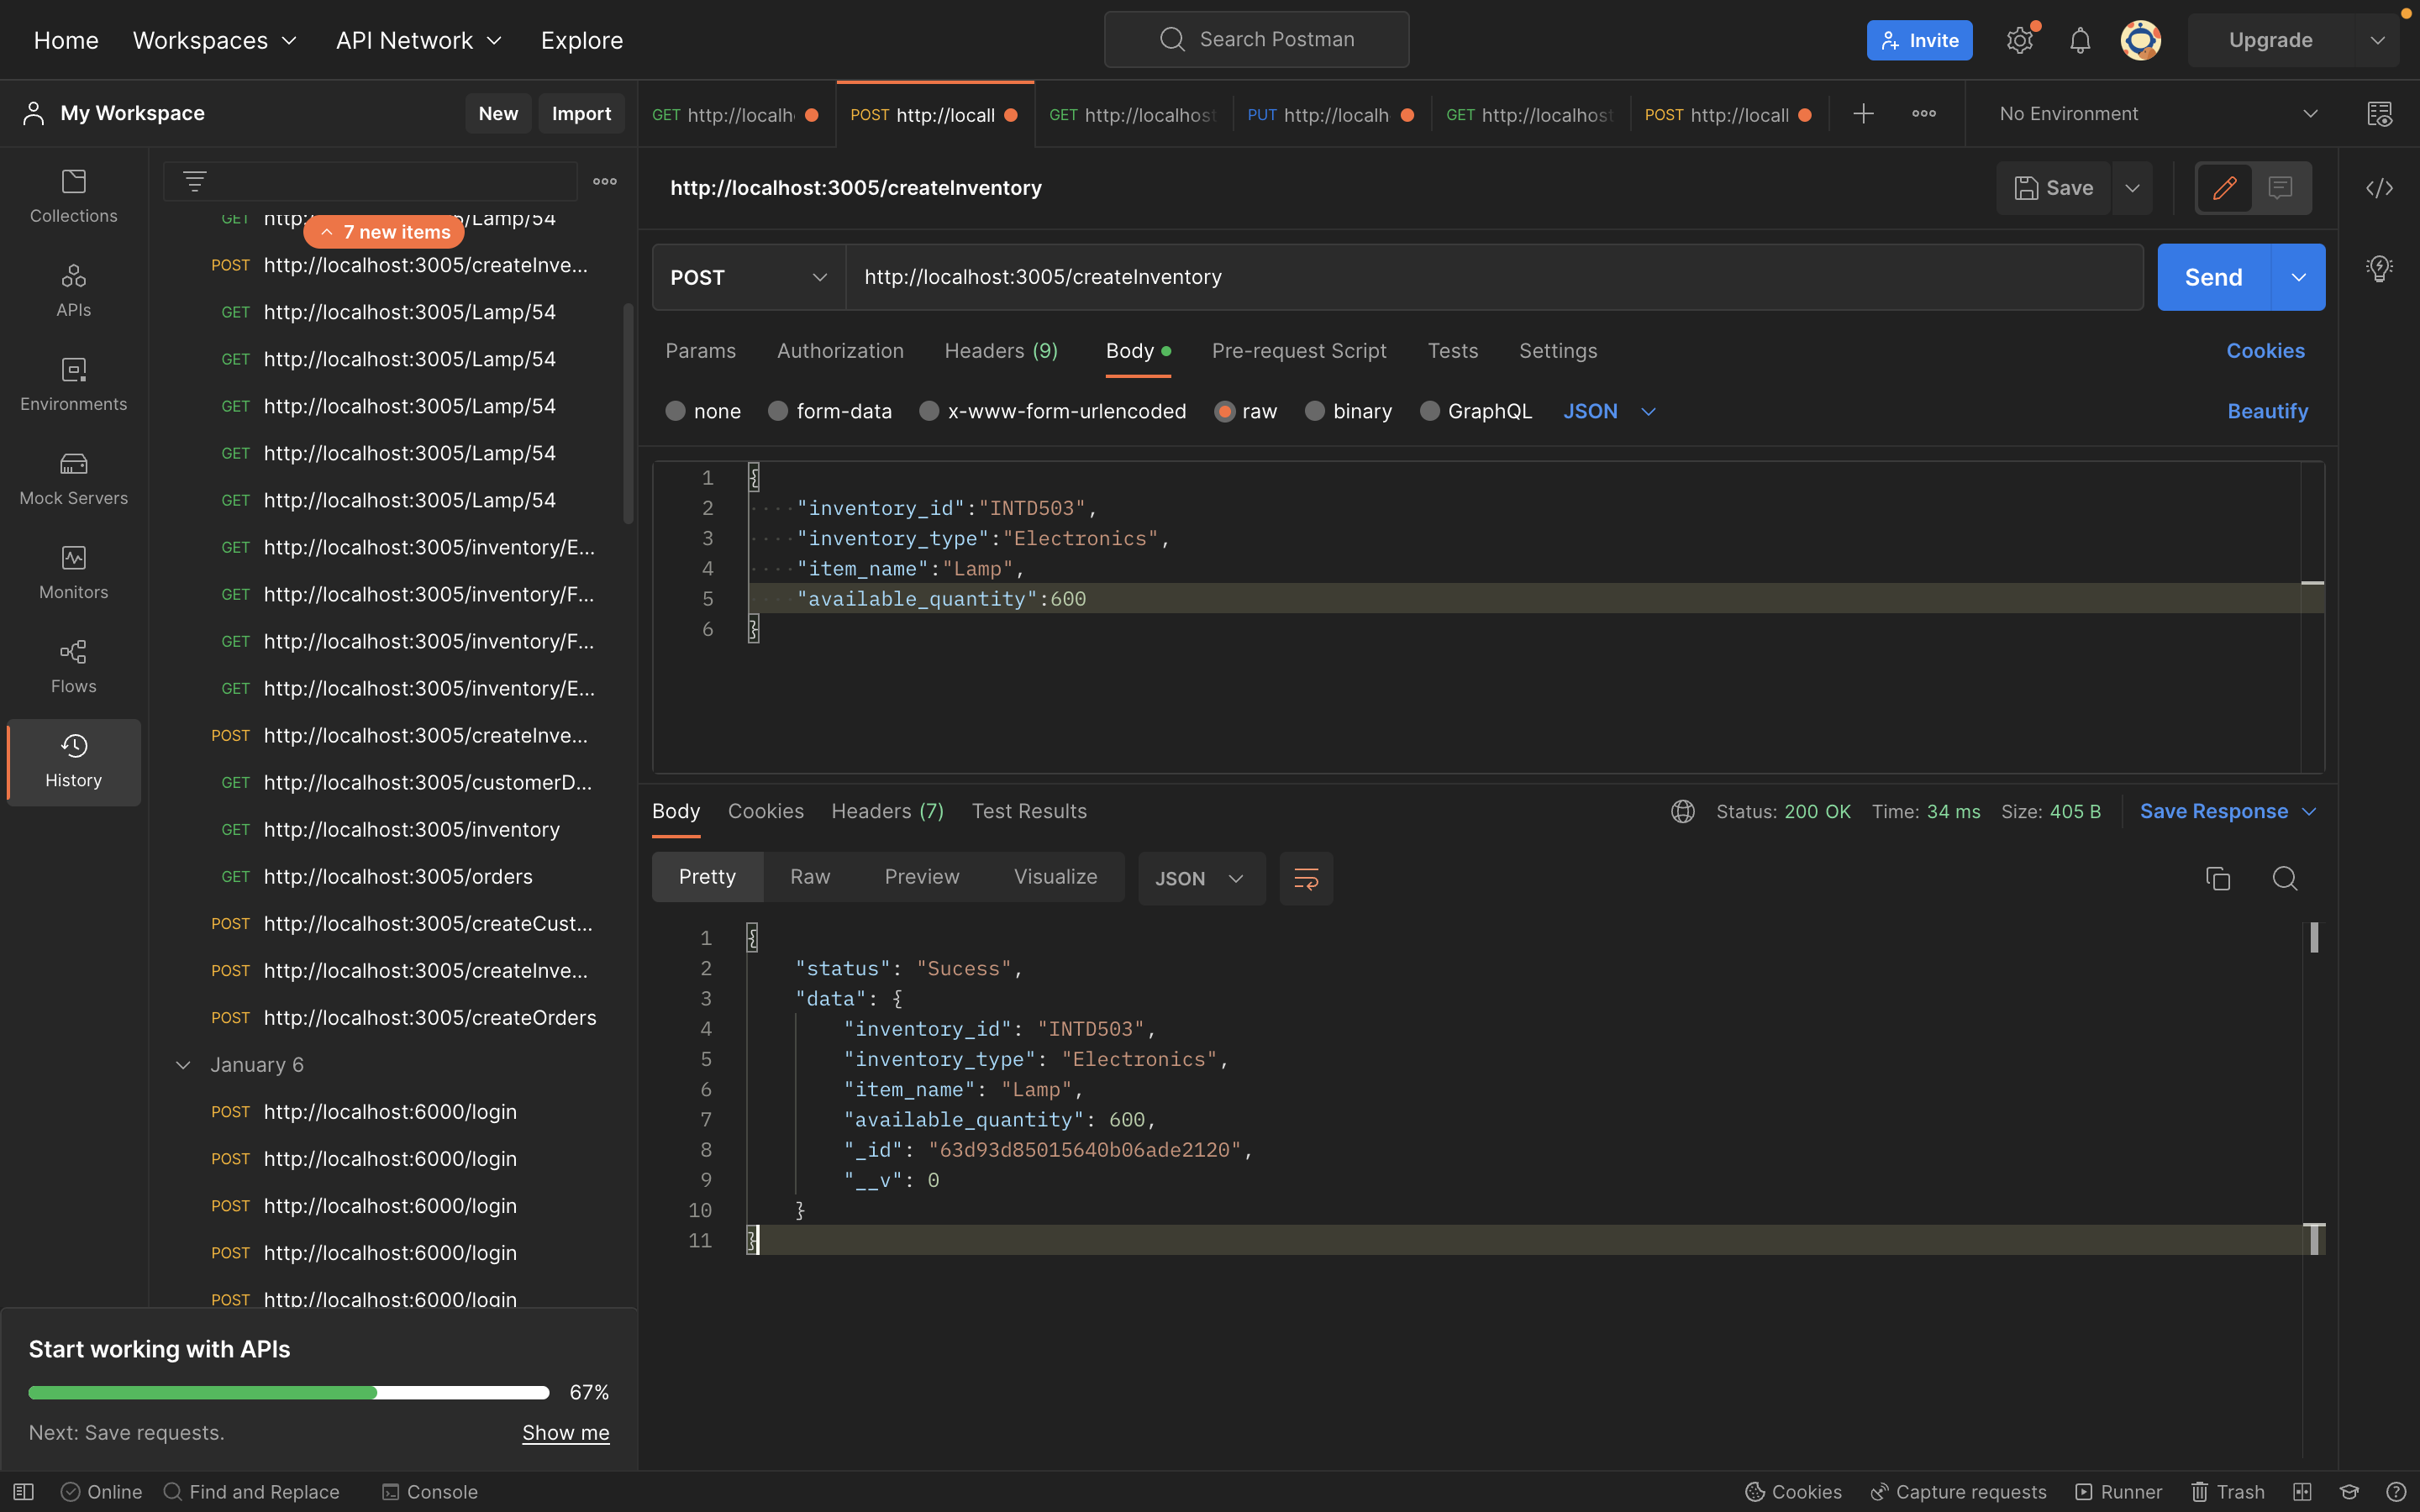 Home Workspaces API Network Explore Search Postman Invite Upgrade
My Workspace New Import GET http://localh POST http://locall GET http://localhost PUT http://localh GET http://localhost POST http://locall No Environment
Collections
APIs
Environments
Mock Servers
Monitors
Flows
History
GET http: 5/Lamp/54
7 new items
POST http://localhost:3005/createInve...
GET http://localhost:3005/Lamp/54
GET http://localhost:3005/Lamp/54
GET http://localhost:3005/Lamp/54
GET http://localhost:3005/Lamp/54
GET http://localhost:3005/Lamp/54
GET http://localhost:3005/inventory/E...
GET http://localhost:3005/inventory/F...
GET http://localhost:3005/inventory/F...
GET http://localhost:3005/inventory/E...
POST http://localhost:3005/createInve...
GET http://localhost:3005/customerD...
GET http://localhost:3005/inventory
GET http://localhost:3005/orders
POST http://localhost:3005/createCust...
POST http://localhost:3005/createInve...
POST http://localhost:3005/createOrders
January 6
POST http://localhost:6000/login
POST http://localhost:6000/login
POST http://localhost:6000/login
POST http://localhost:6000/login
POST http://localhost:6000/login
Start working with APIs
67%
Next: Save requests. Show me
http://localhost:3005/createInventory Save
POST http://localhost:3005/createInventory Send
Params Authorization Headers (9) Body Pre-request Script Tests Settings Cookies
none form-data x-www-form-urlencoded raw binary GraphQL JSON Beautify
1 {
2 "inventory_id":"INTD503",
3 "inventory_type":"Electronics",
4 "item_name":"Lamp",
5 "available_quantity":600
6 }
Body Cookies Headers (7) Test Results Status: 200 OK Time: 34 ms Size: 405 B Save Response
Pretty Raw Preview Visualize JSON
1 {
2 "status": "Sucess",
3 "data": {
4 "inventory_id": "INTD503",
5 "inventory_type": "Electronics",
6 "item_name": "Lamp",
7 "available_quantity": 600,
8 "_id": "63d93d85015640b06ade2120",
9 "__v": 0
10 }
11 }
Online Find and Replace Console Cookies Capture requests Runner Trash